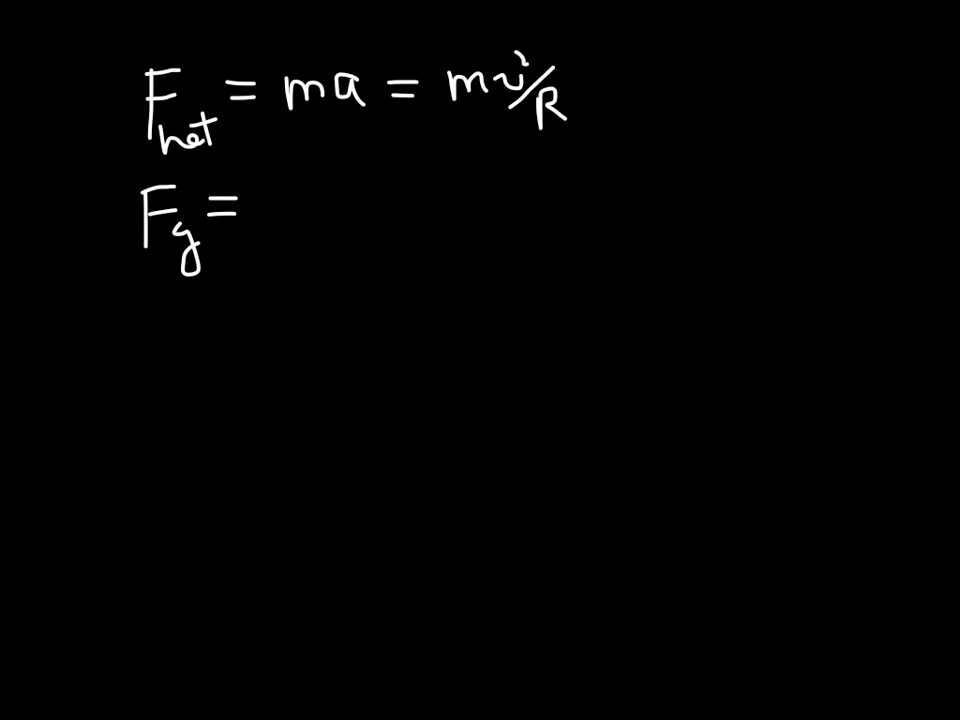 F_net = ma = mv²/R
F_g =